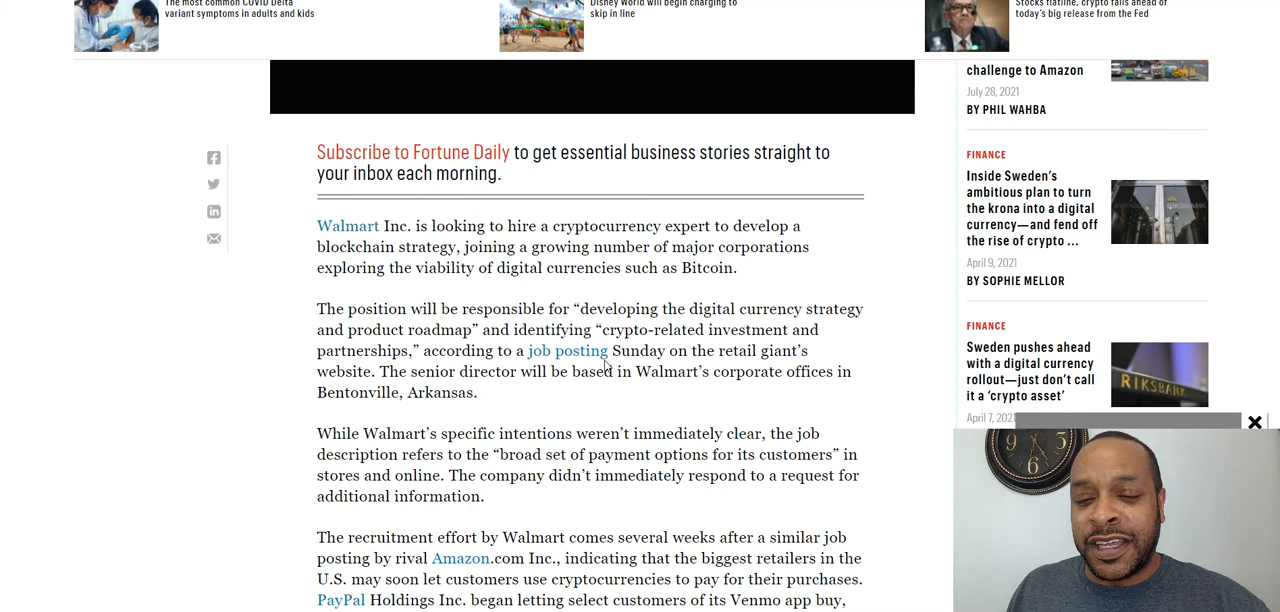 The most common COVID Delta
variant symptoms in adults and kids
Disney World will begin charging to
skip in line
Stocks flatline, crypto falls ahead of
today's big release from the Fed
Subscribe to Fortune Daily to get essential business stories straight to
your inbox each morning.
Walmart Inc. is looking to hire a cryptocurrency expert to develop a
blockchain strategy, joining a growing number of major corporations
exploring the viability of digital currencies such as Bitcoin.
The position will be responsible for “developing the digital currency strategy
and product roadmap” and identifying “crypto-related investment and
partnerships,” according to a job posting Sunday on the retail giant’s
website. The senior director will be based in Walmart’s corporate offices in
Bentonville, Arkansas.
While Walmart’s specific intentions weren’t immediately clear, the job
description refers to the “broad set of payment options for its customers” in
stores and online. The company didn’t immediately respond to a request for
additional information.
The recruitment effort by Walmart comes several weeks after a similar job
posting by rival Amazon.com Inc., indicating that the biggest retailers in the
U.S. may soon let customers use cryptocurrencies to pay for their purchases.
PayPal Holdings Inc. began letting select customers of its Venmo app buy,
challenge to Amazon
July 28, 2021
BY PHIL WAHBA
FINANCE
Inside Sweden’s
ambitious plan to turn
the krona into a digital
currency—and fend off
the rise of crypto ...
April 9, 2021
BY SOPHIE MELLOR
FINANCE
Sweden pushes ahead
with a digital currency
rollout—just don’t call
it a ‘crypto asset’
April 7, 2021
RIKSBANK
9
3
6